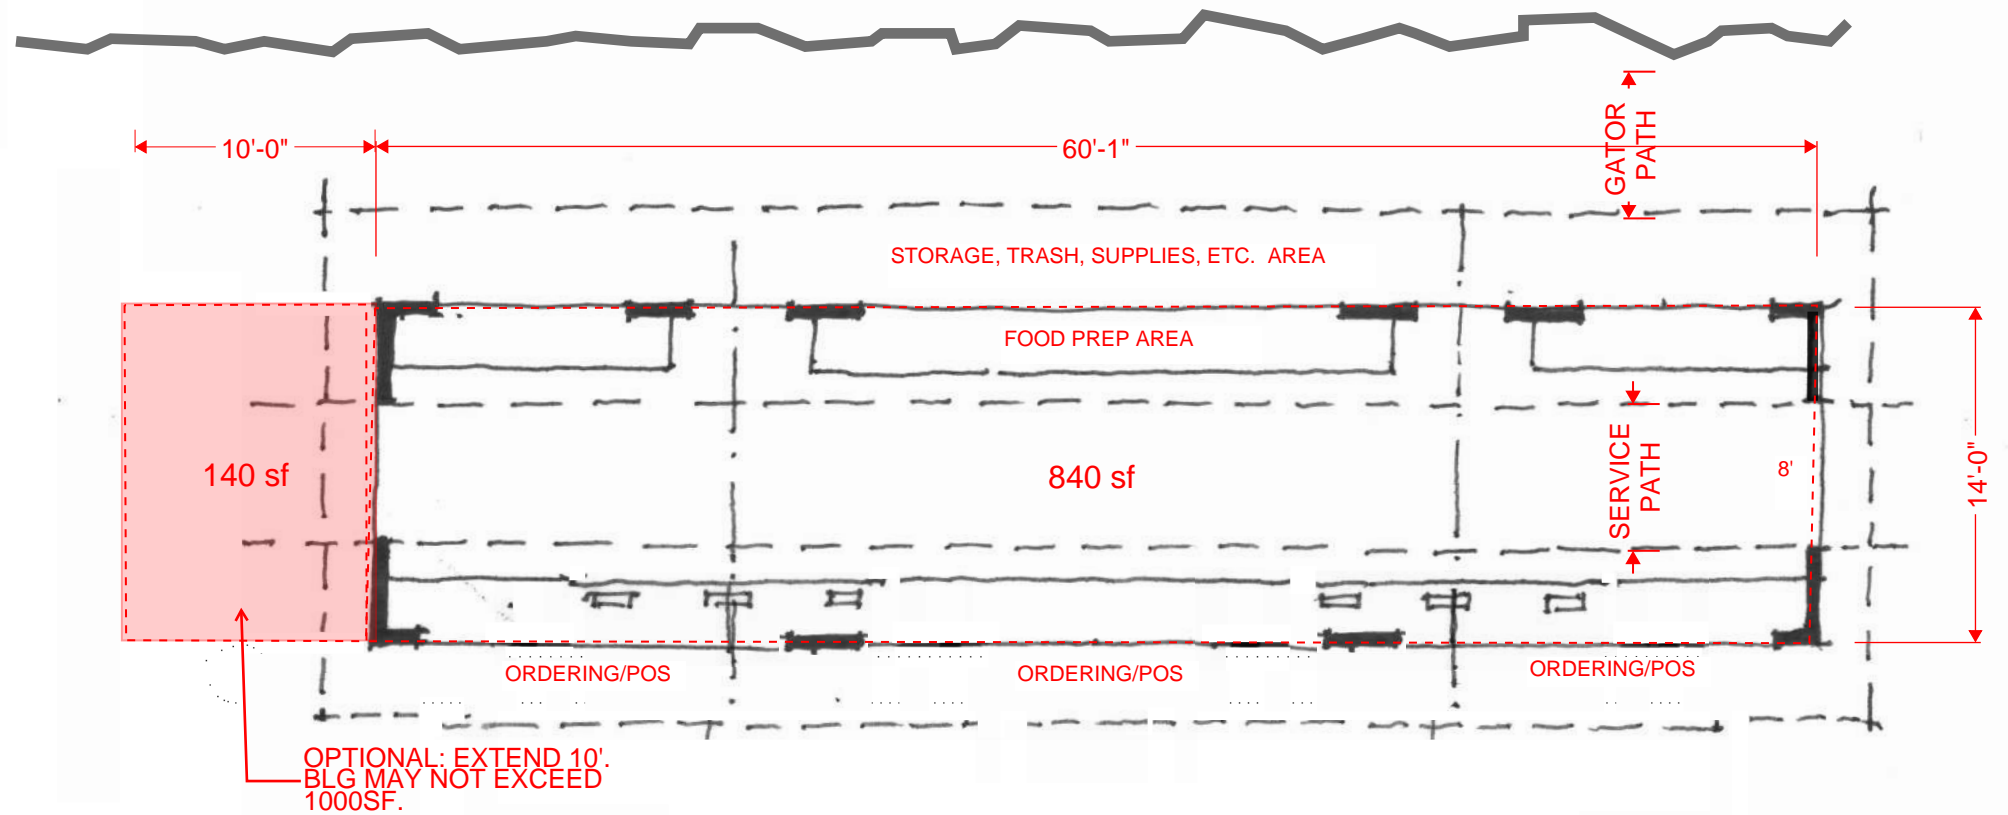 10'-0"
60'-1"
GATOR
PATH
STORAGE, TRASH, SUPPLIES, ETC.  AREA
FOOD PREP AREA
140 sf
840 sf
SERVICE
PATH
8'
14'-0"
ORDERING/POS
ORDERING/POS
ORDERING/POS
OPTIONAL: EXTEND 10'.
BLG MAY NOT EXCEED
1000SF.